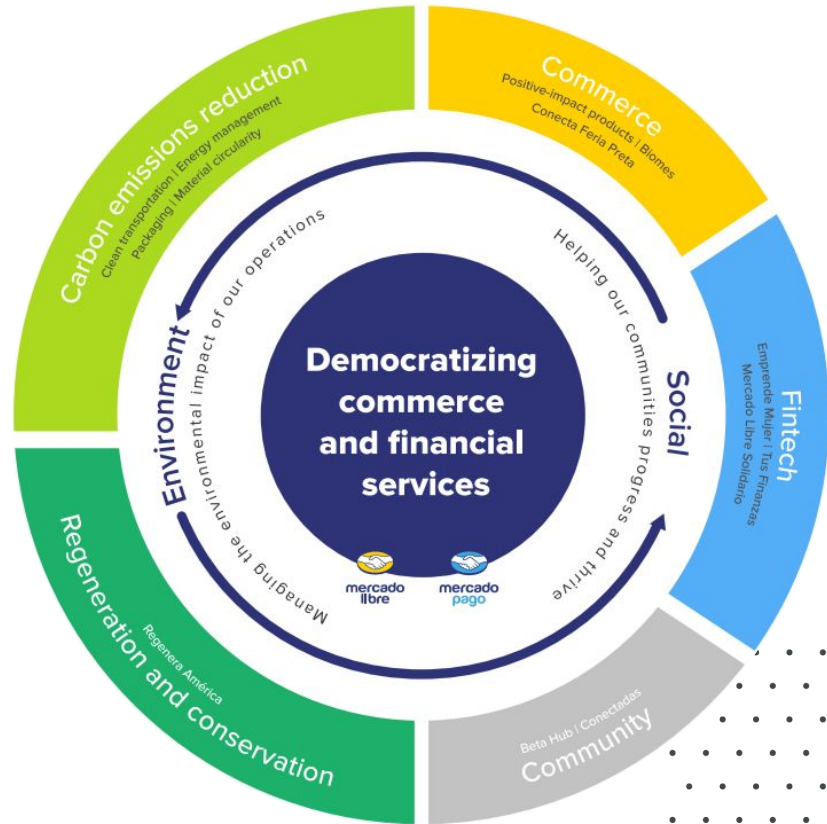 Carbon emissions reduction
Clean transportation | Energy management
Packaging | Material circularity
Commerce
Positive-impact products | Biomes
Conecta Feria Preta
Fintech
Emprende Mujer | Tus Finanzas
Mercado Libre Solidario
Beta Hub | Conectadas
Community
Regenera América
Regeneration and conservation
Environment
Managing the environmental impact of our operations
Social
Helping our communities progress and thrive
Democratizing
commerce
and financial
services
mercado
libre
mercado
pago